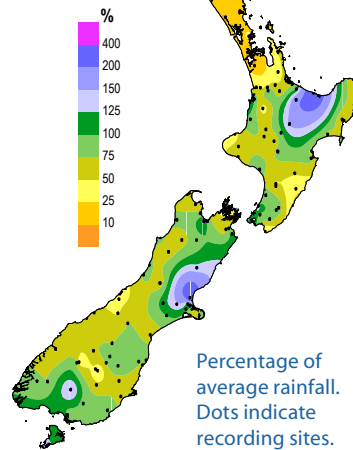 %
400
200
150
125
100
75
50
25
10
Percentage of
average rainfall.
Dots indicate
recording sites.